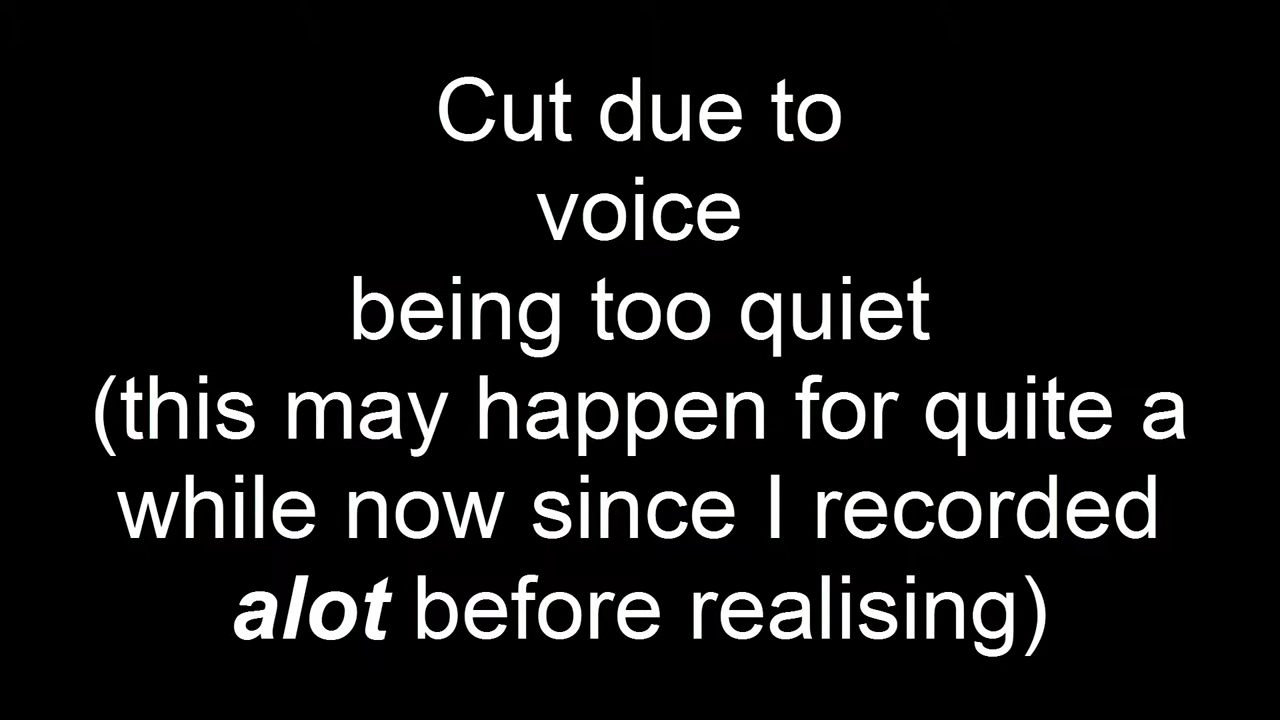 Cut due to
voice
being too quiet
(this may happen for quite a
while now since I recorded
alot before realising)